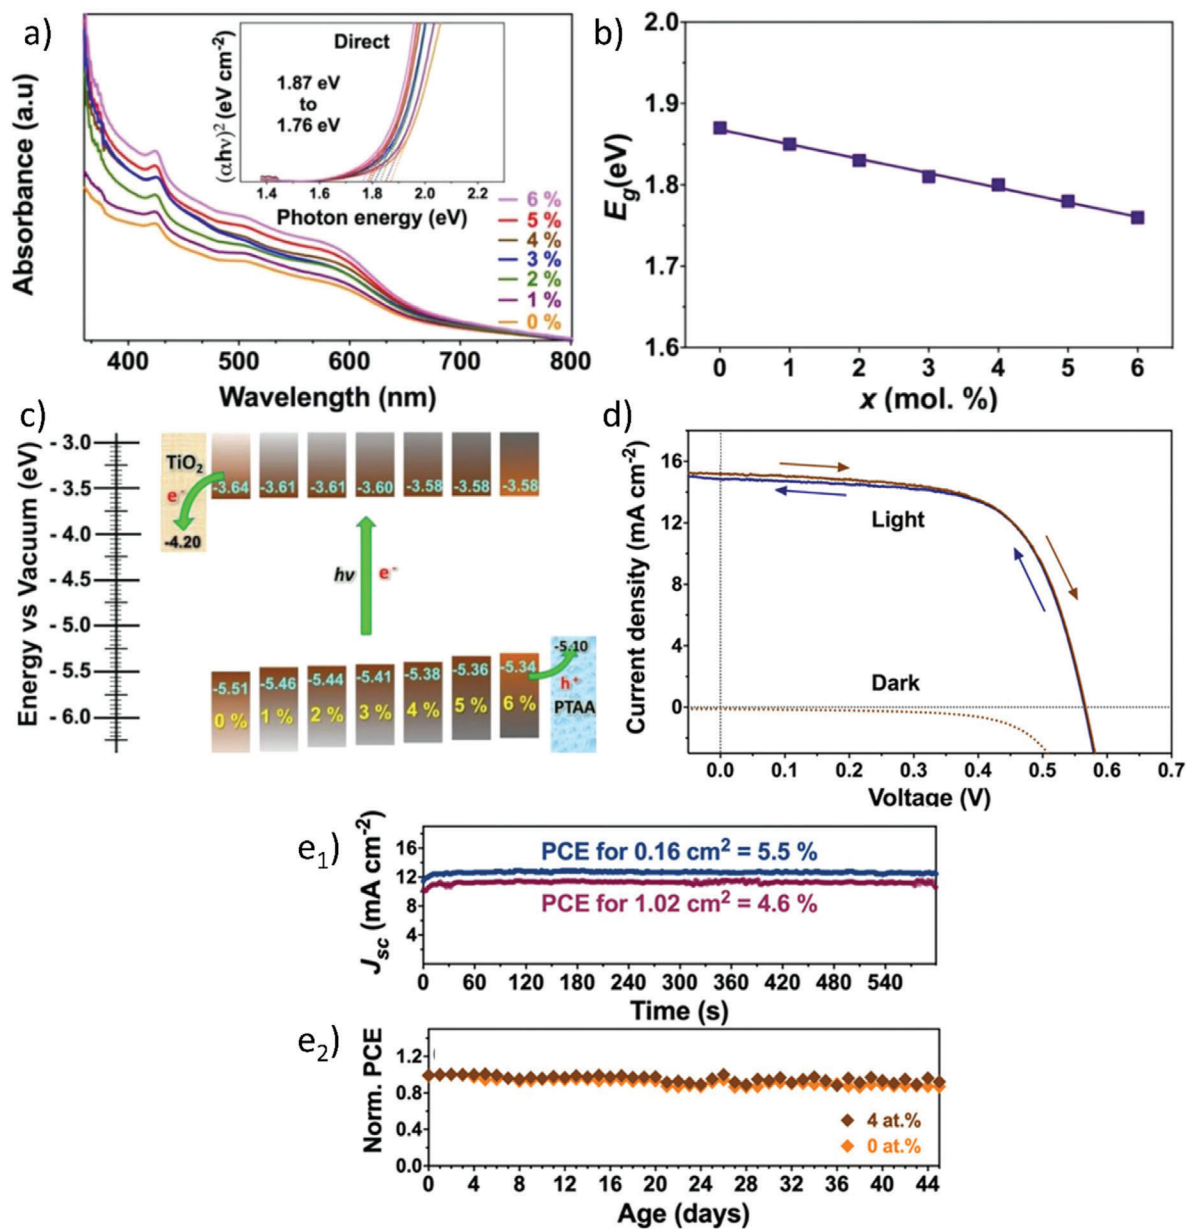 a)
Absorbance (a.u)
400 500 600 700 800
Wavelength (nm)
(αhν)² (eV cm⁻²)
Direct
1.87 eV
to
1.76 eV
1.4 1.6 1.8 2.0 2.2
Photon energy (eV)
6 %
5 %
4 %
3 %
2 %
1 %
0 %
b)
E_g(eV)
2.0
1.9
1.8
1.7
1.6
0 1 2 3 4 5 6
x (mol. %)
c)
Energy vs Vacuum (eV)
- 3.0
- 3.5
- 4.0
- 4.5
- 5.0
- 5.5
- 6.0
TiO₂
e⁻
-4.20
-3.64 -3.61 -3.61 -3.60 -3.58 -3.58 -3.58
hν e⁻
-5.51 -5.46 -5.44 -5.41 -5.38 -5.36 -5.34
0 % 1 % 2 % 3 % 4 % 5 % 6 %
-5.10
h⁺
PTAA
d)
Current density (mA cm⁻²)
16
12
8
4
0
Light
Dark
0.0 0.1 0.2 0.3 0.4 0.5 0.6 0.7
Voltage (V)
e₁)
J_sc (mA cm⁻²)
16
12
8
4
PCE for 0.16 cm² = 5.5 %
PCE for 1.02 cm² = 4.6 %
0 60 120 180 240 300 360 420 480 540
Time (s)
e₂)
Norm. PCE
1.2
0.8
0.4
0.0
4 at.%
0 at.%
0 4 8 12 16 20 24 28 32 36 40 44
Age (days)